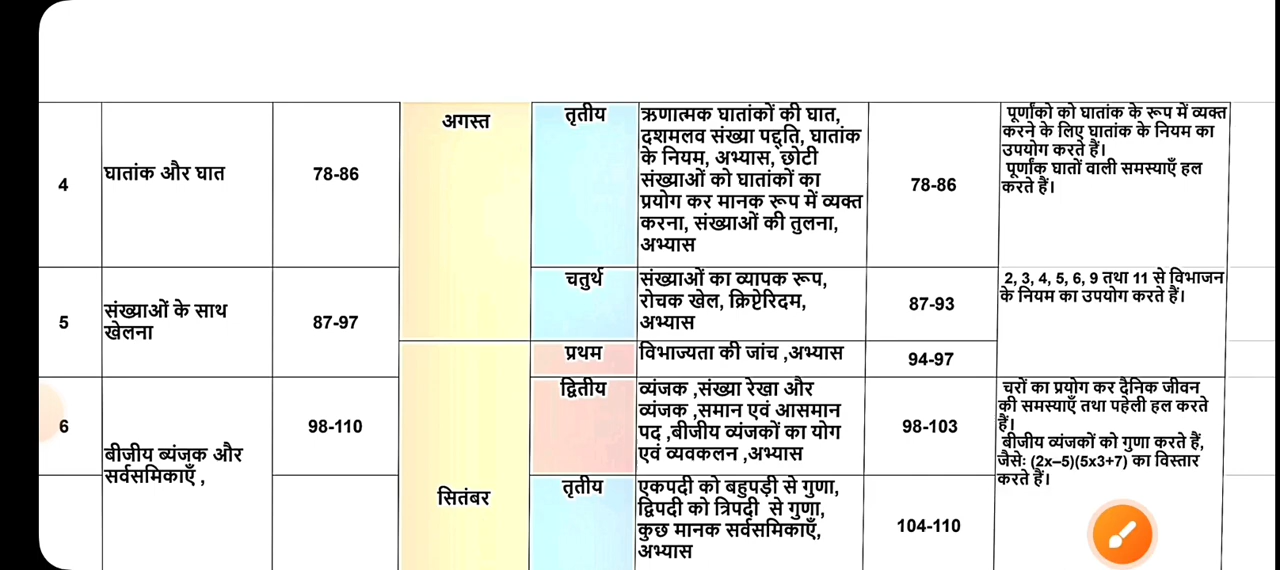 4
घातांक और घात
78-86
अगस्त
तृतीय
ऋणात्मक घातांकों की घात,
दशमलव संख्या पद्दति, घातांक
के नियम, अभ्यास, छोटी
संख्याओं को घातांकों का
प्रयोग कर मानक रूप में व्यक्त
करना, संख्याओं की तुलना,
अभ्यास
78-86
पूर्णांको को घातांक के रूप में व्यक्त
करने के लिए घातांक के नियम का
उपयोग करते हैं।
पूर्णांक घातों वाली समस्याएँ हल
करते हैं।
5
संख्याओं के साथ
खेलना
87-97
चतुर्थ
संख्याओं का व्यापक रूप,
रोचक खेल, क्रिप्टेरिदम,
अभ्यास
87-93
2, 3, 4, 5, 6, 9 तथा 11 से विभाजन
के नियम का उपयोग करते हैं।
प्रथम
विभाज्यता की जांच ,अभ्यास
94-97
6
बीजीय ब्यंजक और
सर्वसमिकाएँ ,
98-110
सितंबर
द्वितीय
व्यंजक ,संख्या रेखा और
व्यंजक ,समान एवं आसमान
पद ,बीजीय व्यंजकों का योग
एवं व्यवकलन ,अभ्यास
98-103
चरों का प्रयोग कर दैनिक जीवन
की समस्याएँ तथा पहेली हल करते
हैं।
बीजीय व्यंजकों को गुणा करते हैं,
जैसेः (2x–5)(5x3+7) का विस्तार
करते हैं।
तृतीय
एकपदी को बहुपड़ी से गुणा,
द्विपदी को त्रिपदी से गुणा,
कुछ मानक सर्वसमिकाएँ,
अभ्यास
104-110